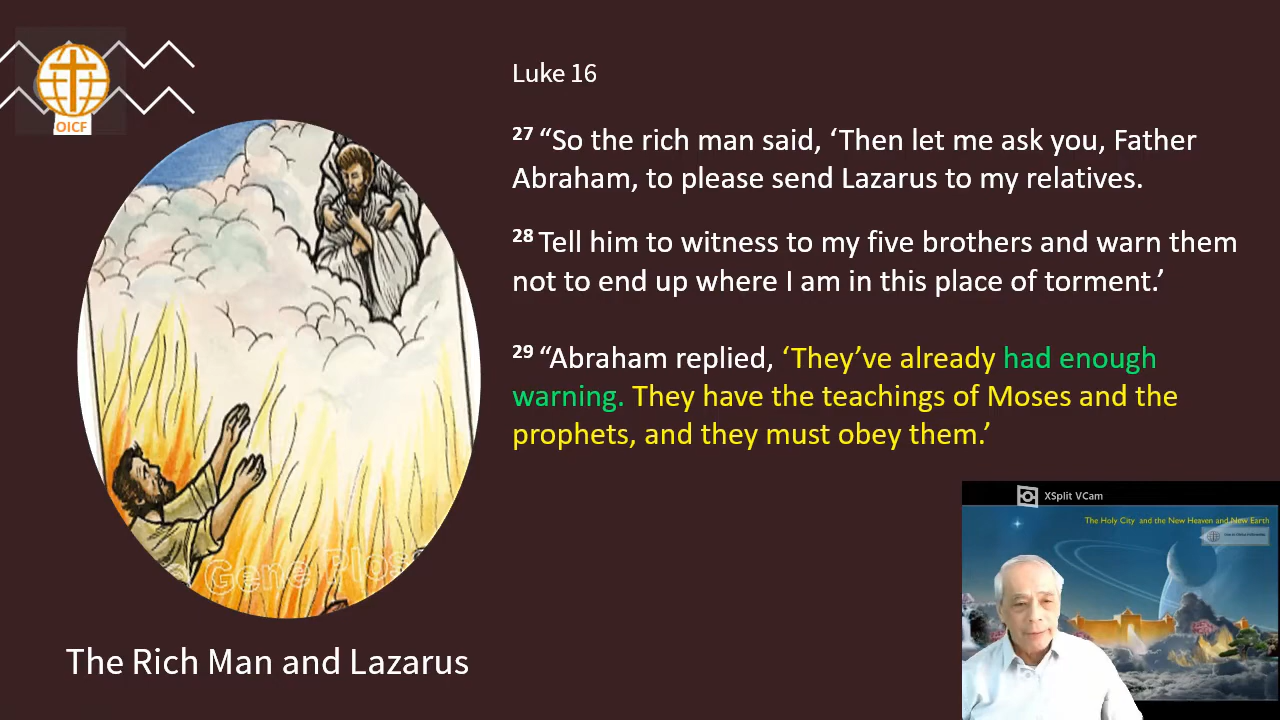 OICF
Luke 16
27 “So the rich man said, ‘Then let me ask you, Father
Abraham, to please send Lazarus to my relatives.
28 Tell him to witness to my five brothers and warn them
not to end up where I am in this place of torment.’
29 “Abraham replied, ‘They’ve already had enough
warning. They have the teachings of Moses and the
prophets, and they must obey them.’
Gene
The Rich Man and Lazarus
XSplit VCam
The Holy City and the New Heaven and New Earth